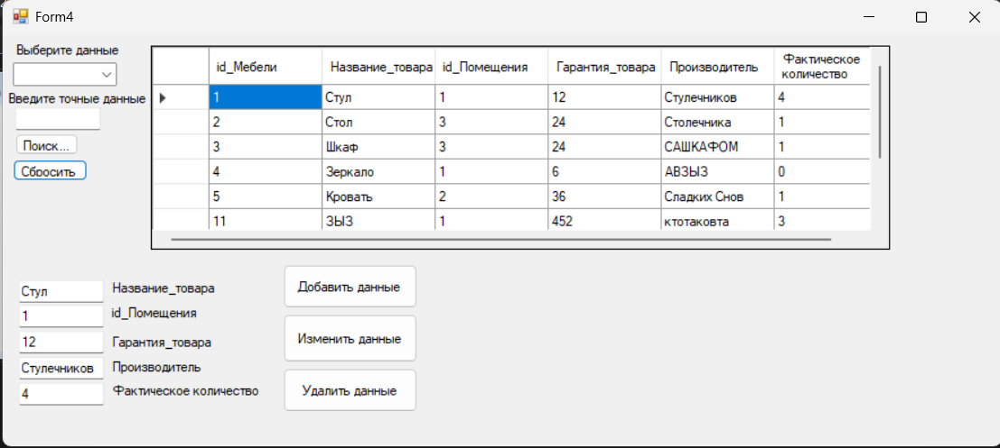 Form4
Выберите данные
Введите точные данные
Поиск...
Сбросить
id_Мебели Название_товара id_Помещения Гарантия_товара Производитель Фактическое количество
1 Стул 1 12 Стулечников 4
2 Стол 3 24 Столечника 1
3 Шкаф 3 24 САШКАФОМ 1
4 Зеркало 1 6 АВЗЫЗ 0
5 Кровать 2 36 Сладких Снов 1
11 ЗЫЗ 1 452 ктотаковта 3
Стул Название_товара
1 id_Помещения
12 Гарантия_товара
Стулечников Производитель
4 Фактическое количество
Добавить данные
Изменить данные
Удалить данные